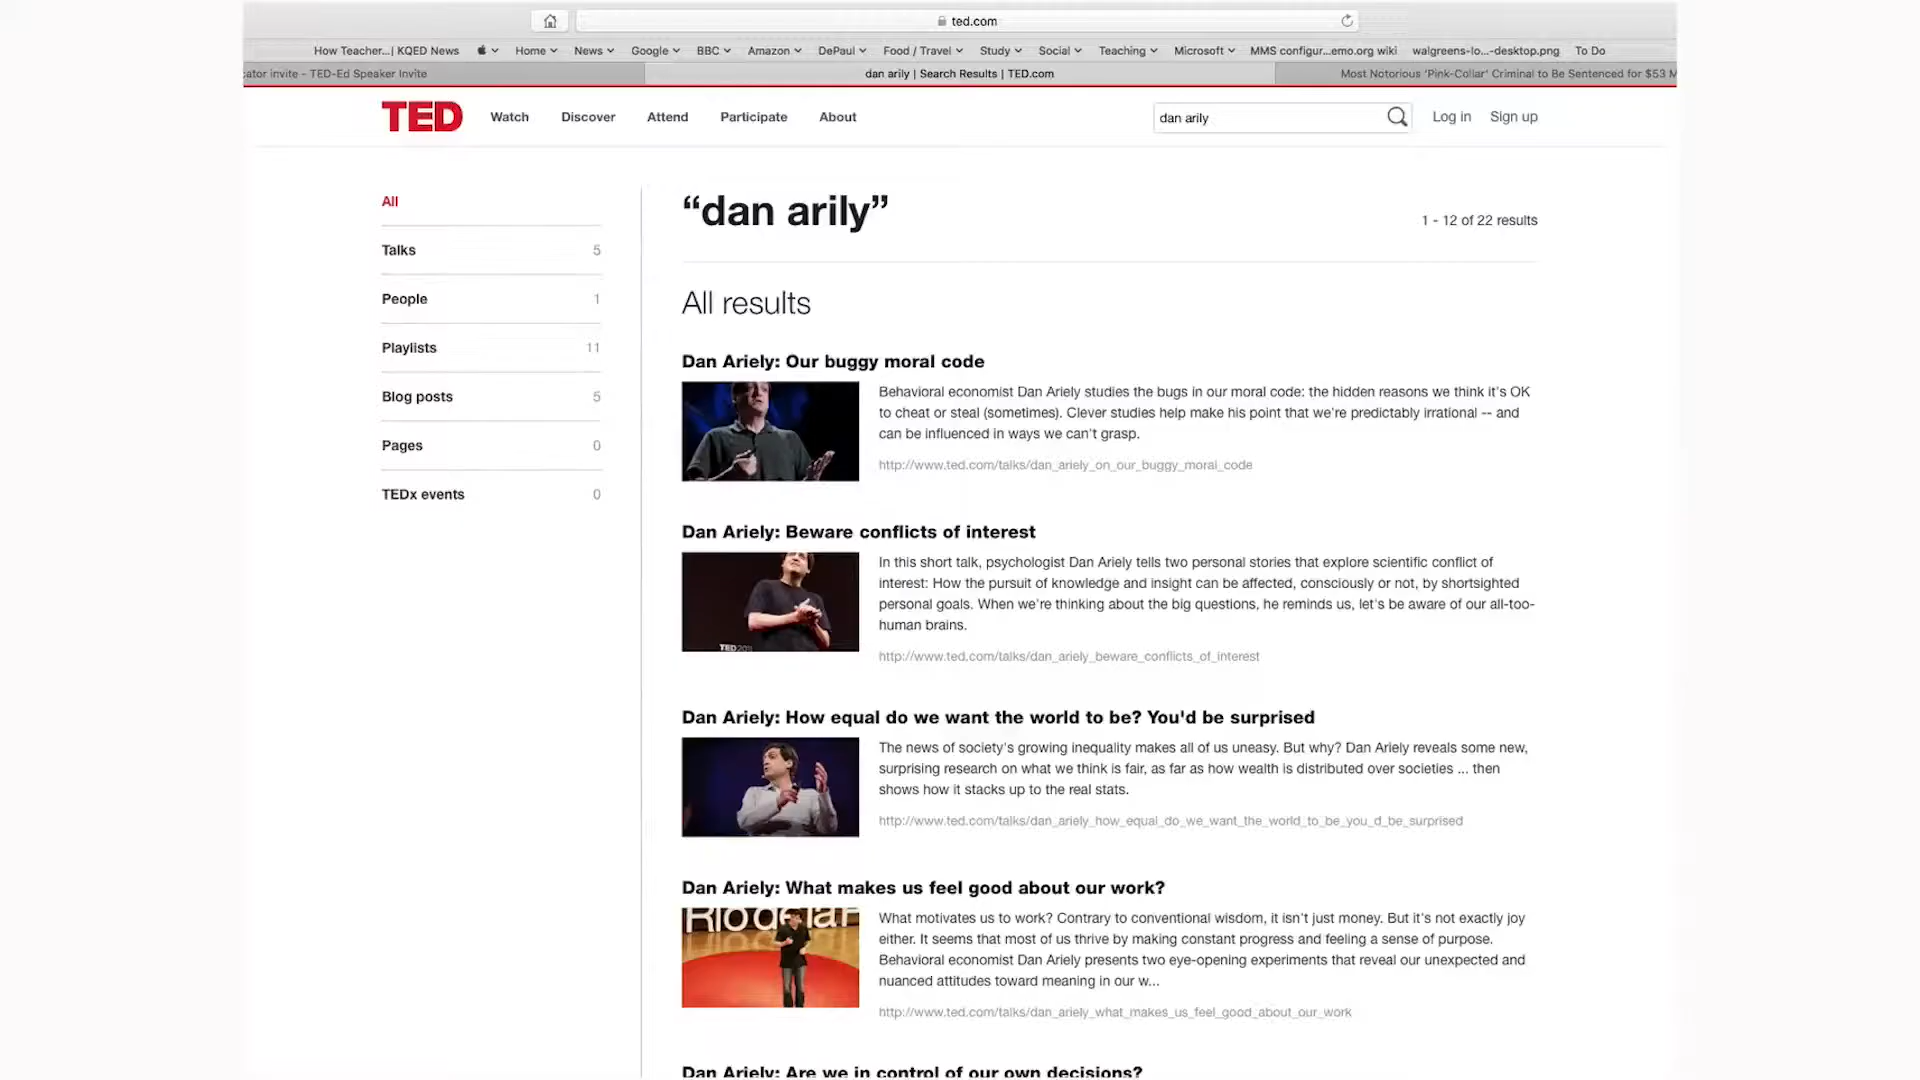 ted.com
How Teacher...| KQED News Home News Google BBC Amazon DePaul Food / Travel Study Social Teaching Microsoft MMS configur...emo.org wiki walgreens-lo...-desktop.png To Do
ator invite - TED-Ed Speaker Invite dan arily | Search Results | TED.com Most Notorious 'Pink-Collar' Criminal to Be Sentenced for $53 M
TED Watch Discover Attend Participate About dan arily Log in Sign up
All
Talks 5
People 1
Playlists 11
Blog posts 5
Pages 0
TEDx events 0
“dan arily”
1 - 12 of 22 results
All results
Dan Ariely: Our buggy moral code
Behavioral economist Dan Ariely studies the bugs in our moral code: the hidden reasons we think it's OK
to cheat or steal (sometimes). Clever studies help make his point that we're predictably irrational -- and
can be influenced in ways we can't grasp.
http://www.ted.com/talks/dan_ariely_on_our_buggy_moral_code
Dan Ariely: Beware conflicts of interest
TED2011
In this short talk, psychologist Dan Ariely tells two personal stories that explore scientific conflict of
interest: How the pursuit of knowledge and insight can be affected, consciously or not, by shortsighted
personal goals. When we're thinking about the big questions, he reminds us, let's be aware of our all-too-
human brains.
http://www.ted.com/talks/dan_ariely_beware_conflicts_of_interest
Dan Ariely: How equal do we want the world to be? You'd be surprised
The news of society's growing inequality makes all of us uneasy. But why? Dan Ariely reveals some new,
surprising research on what we think is fair, as far as how wealth is distributed over societies ... then
shows how it stacks up to the real stats.
http://www.ted.com/talks/dan_ariely_how_equal_do_we_want_the_world_to_be_you_d_be_surprised
Dan Ariely: What makes us feel good about our work?
Rio de la P
What motivates us to work? Contrary to conventional wisdom, it isn't just money. But it's not exactly joy
either. It seems that most of us thrive by making constant progress and feeling a sense of purpose.
Behavioral economist Dan Ariely presents two eye-opening experiments that reveal our unexpected and
nuanced attitudes toward meaning in our w...
http://www.ted.com/talks/dan_ariely_what_makes_us_feel_good_about_our_work
Dan Ariely: Are we in control of our own decisions?